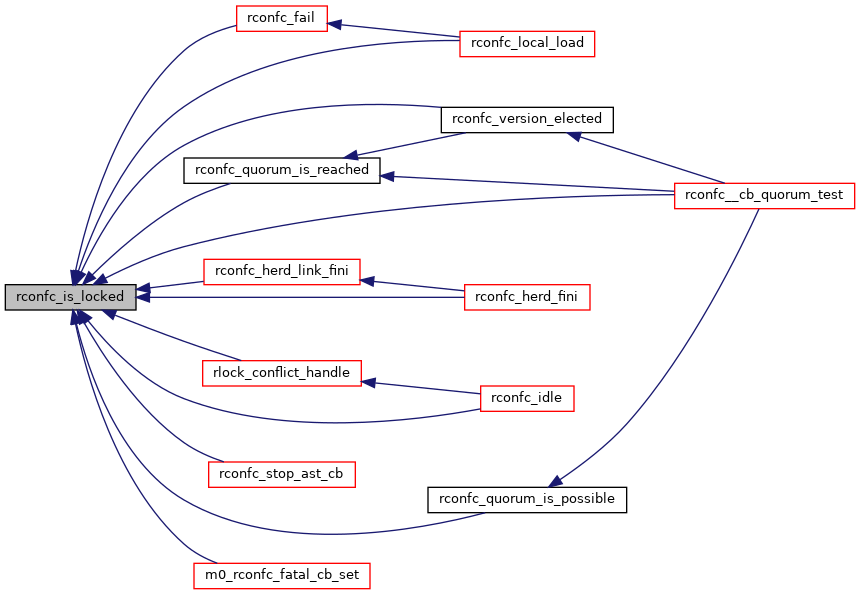 rconfc_fail
rconfc_local_load
rconfc_version_elected
rconfc_quorum_is_reached
rconfc__cb_quorum_test
rconfc_herd_link_fini
rconfc_is_locked
rconfc_herd_fini
rlock_conflict_handle
rconfc_idle
rconfc_stop_ast_cb
rconfc_quorum_is_possible
m0_rconfc_fatal_cb_set